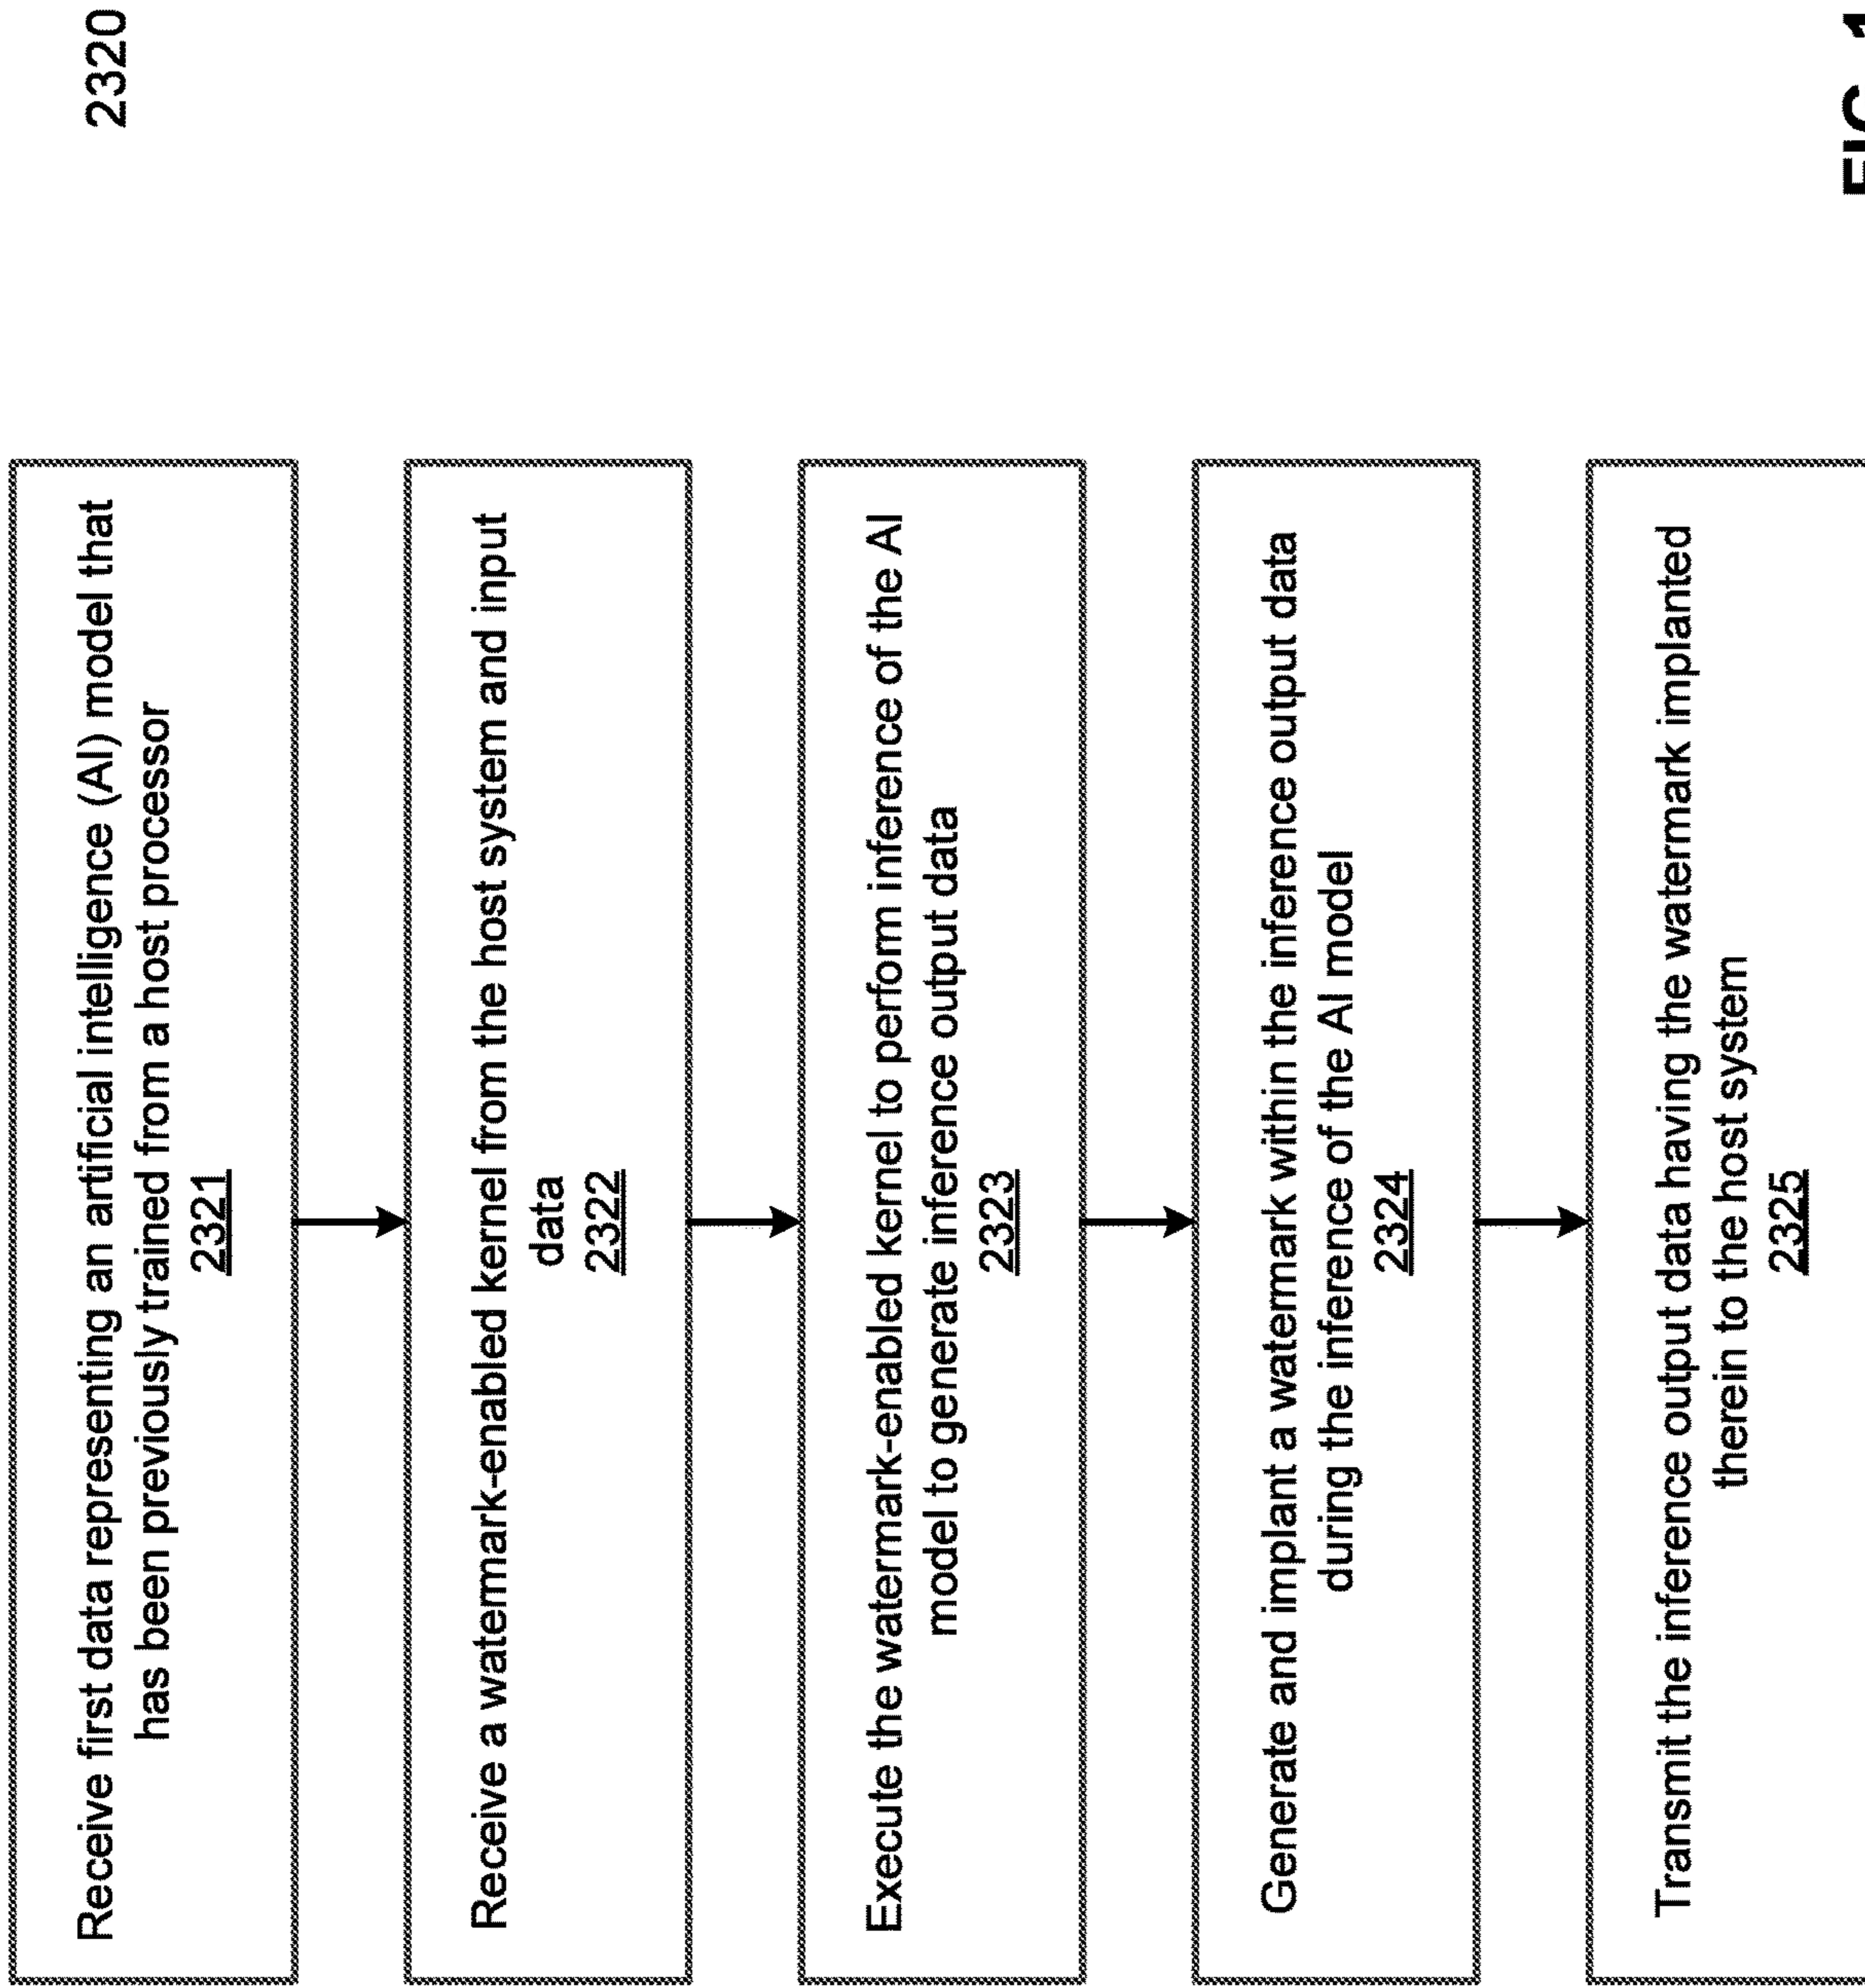 2320
Receive first data representing an artificial intelligence (AI) model that
has been previously trained from a host processor
2321
Receive a watermark-enabled kernel from the host system and input
data
2322
Execute the watermark-enabled kernel to perfom inference of the AI
model to generate inference output data
2323
Generate and implant a watermark within the inference output data
during the inference of the AI model
2324
Transmit the inference output data having the watermark implanted
therein to the host system
2325